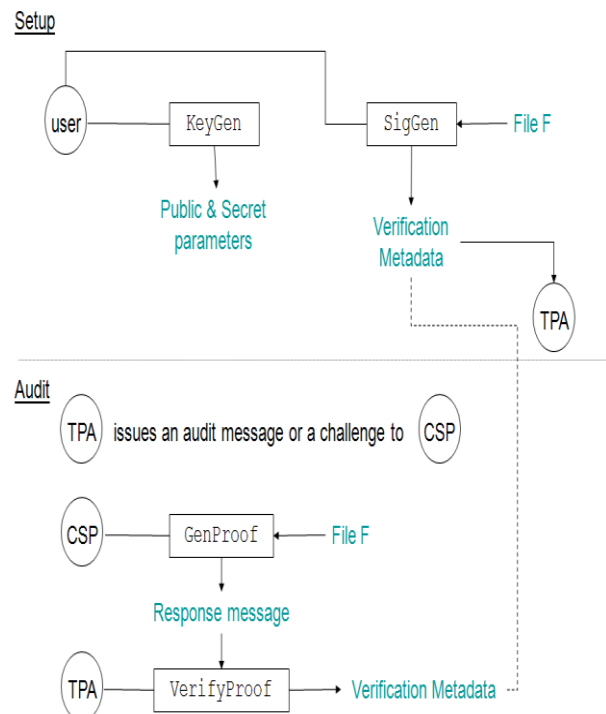 Setup
user
KeyGen
SigGen
File F
Public & Secret
parameters
Verification
Metadata
TPA
Audit
TPA issues an audit message or a challenge to CSP
CSP
GenProof
File F
Response message
TPA
VerifyProof
Verification Metadata